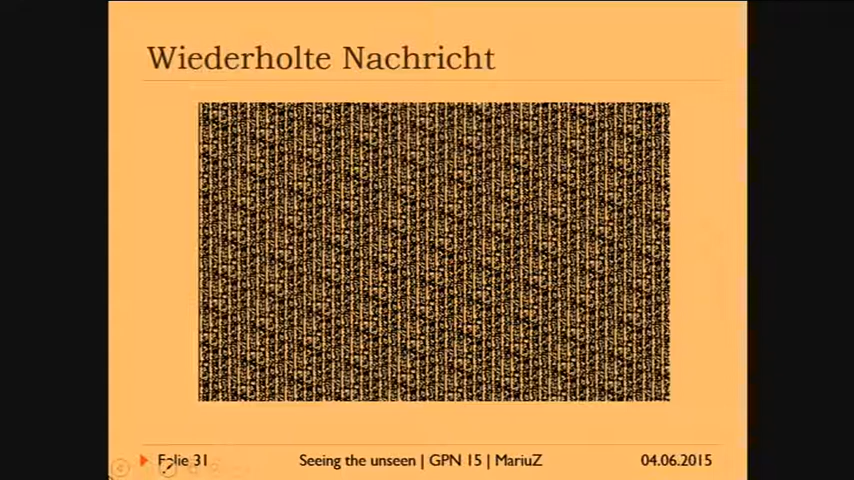 Wiederholte Nachricht
Folie 31
Seeing the unseen | GPN 15 | MariuZ
04.06.2015